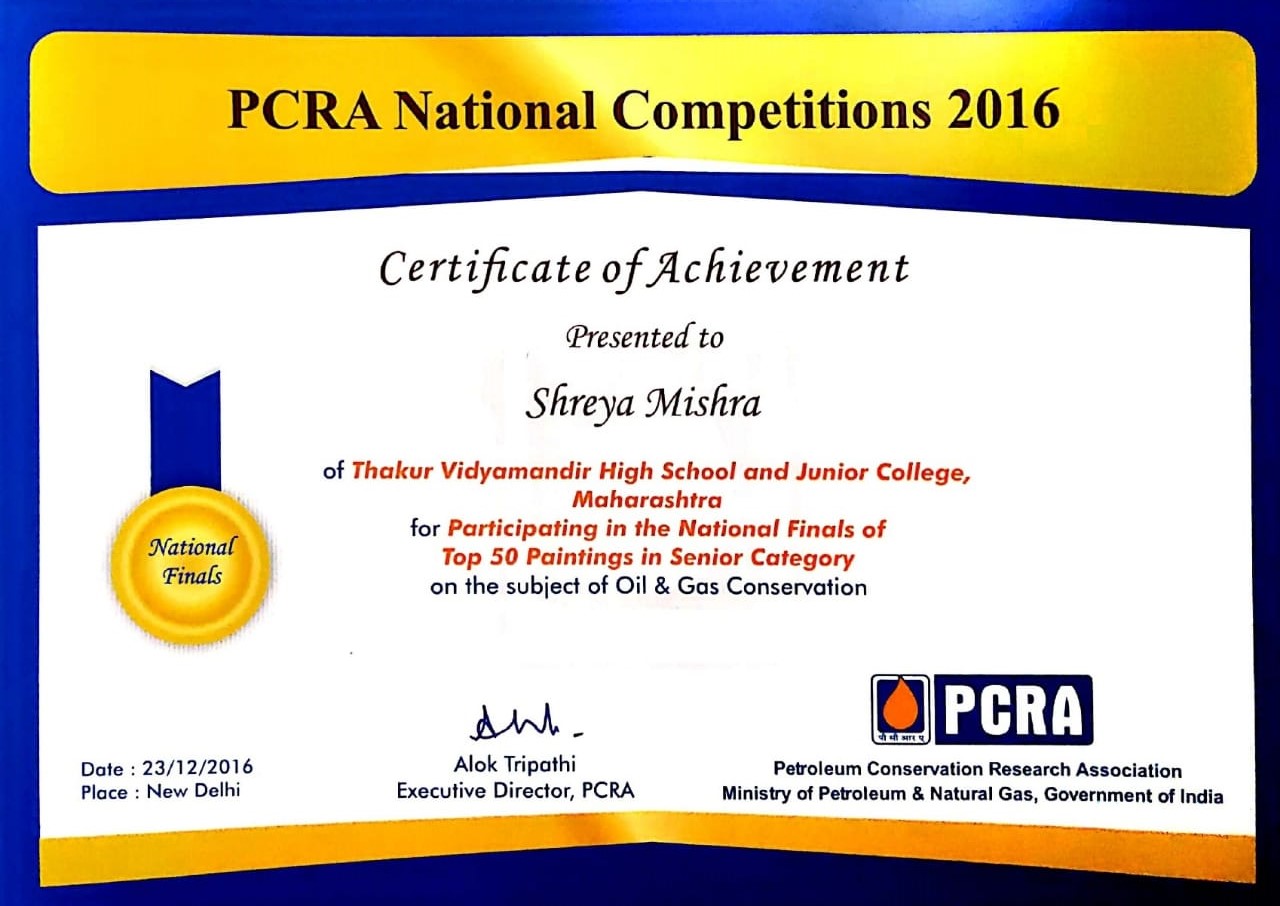 PCRA National Competitions 2016
Certificate of Achievement
Presented to
Shreya Mishra
of Thakur Vidyamandir High School and Junior College,
Maharashtra
for Participating in the National Finals of
Top 50 Paintings in Senior Category
on the subject of Oil & Gas Conservation
National
Finals
Date : 23/12/2016
Place : New Delhi
Alok Tripathi
Executive Director, PCRA
पी सी आर ए
PCRA
Petroleum Conservation Research Association
Ministry of Petroleum & Natural Gas, Government of India